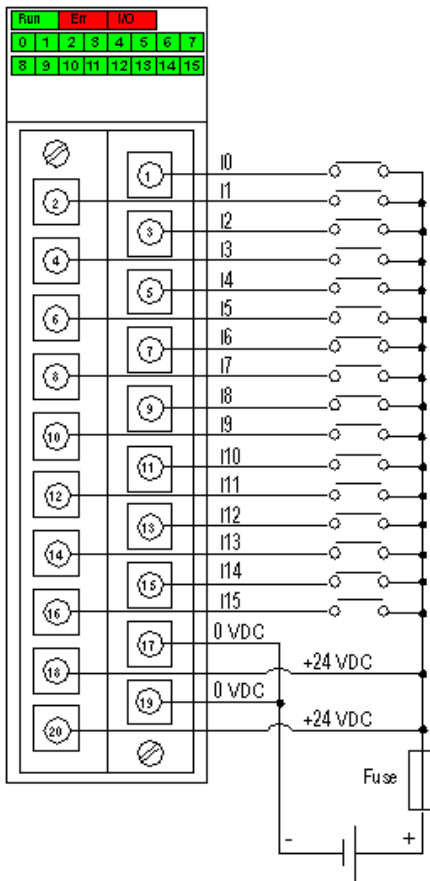 Run Err I/O
0 1 2 3 4 5 6 7
8 9 10 11 12 13 14 15
1 I0
2 I1
3 I2
4 I3
5 I4
6 I5
7 I6
8 I7
9 I8
10 I9
11 I10
12 I11
13 I12
14 I13
15 I14
16 I15
17 0 VDC
18 +24 VDC
19 0 VDC
20 +24 VDC
Fuse
- +